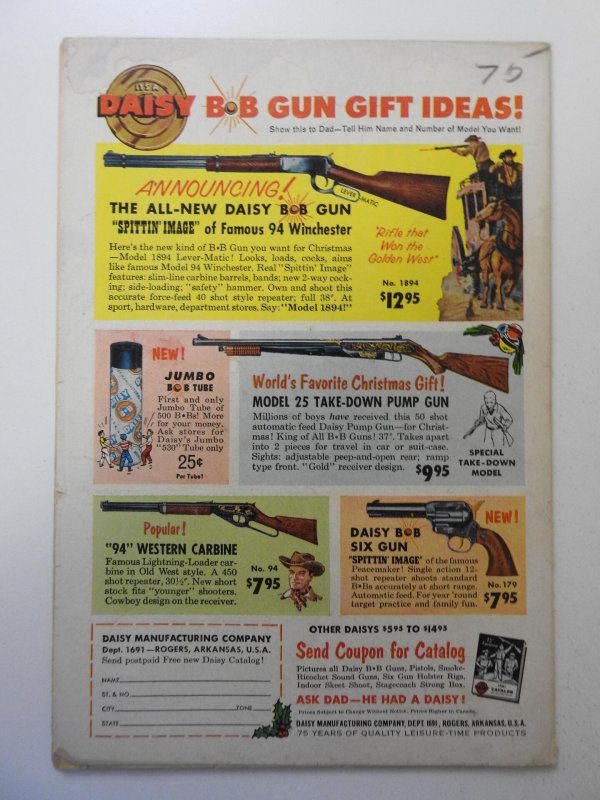 75
IT'S A
DAISY B•B GUN GIFT IDEAS!
Show this to Dad—Tell Him Name and Number of Model You Want!
LEVER-MATIC
ANNOUNCING!
THE ALL-NEW DAISY B•B GUN
"SPITTIN' IMAGE" of Famous 94 Winchester
Here's the new kind of B•B Gun you want for Christmas
—Model 1894 Lever-Matic! Looks, loads, cocks, aims
like famous Model 94 Winchester. Real "Spittin' Image"
features: slim-line carbine barrels, bands; new 2-way cock-
ing; side-loading; "safety" hammer. Own and shoot this
accurate force-feed 40 shot style repeater; full 38". At
sport, hardware, department stores. Say: "Model 1894!"
"Rifle that
Won the
Golden West"
No. 1894
$12.95
NEW!
JUMBO
B•B TUBE
First and only
Jumbo Tube of
500 B•Bs! More
for your money.
Ask stores for
Daisy's Jumbo
"530" Tube only
25¢
Per Tube!
World's Favorite Christmas Gift!
MODEL 25 TAKE-DOWN PUMP GUN
Millions of boys have received this 50 shot
automatic feed Daisy Pump Gun—for Christ-
mas! King of All B•B Guns! 37". Takes apart
into 2 pieces for travel in car or suit-case.
Sights: adjustable peep-and-open rear; ramp
type front. "Gold" receiver design.
$9.95
SPECIAL
TAKE-DOWN
MODEL
Popular!
"94" WESTERN CARBINE
Famous Lightning-Loader car-
bine in Old West style. A 450
shot repeater, 30½". New short
stock fits "younger" shooters.
Cowboy design on the receiver.
No. 94
$7.95
NEW!
DAISY B•B
SIX GUN
"SPITTIN' IMAGE" of the famous
Peacemaker! Single action 12-
shot repeater shoots standard
B•Bs accurately at short range.
Automatic feed. For year 'round
target practice and family fun.
No. 179
$7.95
DAISY MANUFACTURING COMPANY
Dept. 1691—ROGERS, ARKANSAS, U.S.A.
Send postpaid Free new Daisy Catalog!
NAME
ST. & NO.
CITY ZONE
STATE
OTHER DAISYS $5.95 TO $14.95
Send Coupon for Catalog
Pictures all Daisy B•B Guns, Pistols, Smoke-
Ricochet Sound Guns, Six Gun Holster Rigs,
Indoor Skeet Shoot, Stagecoach Strong Box.
ASK DAD—HE HAD A DAISY!
Prices Subject to Change Without Notice. Prices Higher in Canada.
CATALOG
DAISY MANUFACTURING COMPANY, DEPT 1691, ROGERS, ARKANSAS, U.S.A.
75 YEARS OF QUALITY LEISURE-TIME PRODUCTS